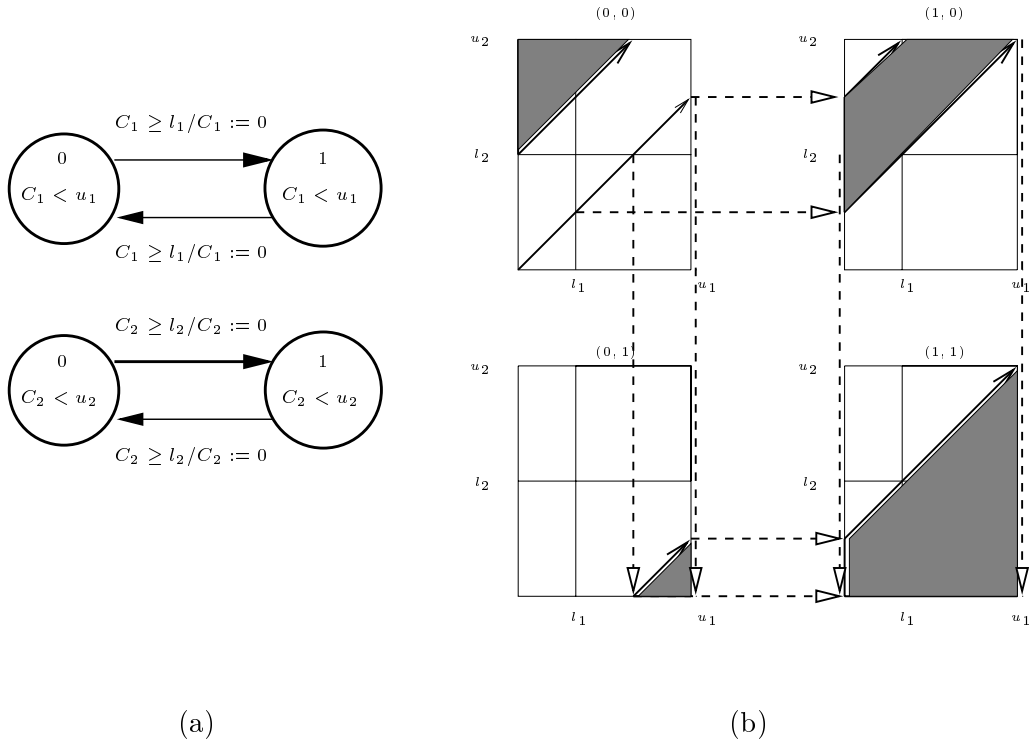 C1 ≥ l1/C1 := 0
0
C1 < u1
1
C1 < u1
C1 ≥ l1/C1 := 0
C2 ≥ l2/C2 := 0
0
C2 < u2
1
C2 < u2
C2 ≥ l2/C2 := 0
(a)
(0, 0)
u2
l2
l1
u1
(1, 0)
u2
l2
l1
u1
(0, 1)
u2
l2
l1
u1
(1, 1)
u2
l2
l1
u1
(b)